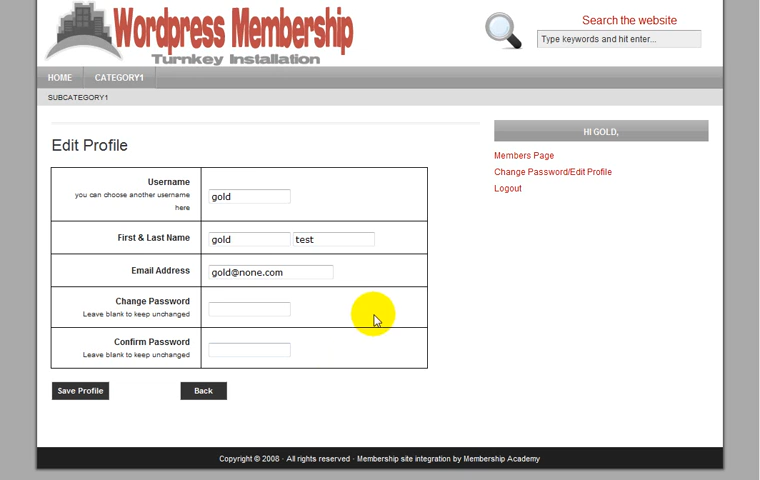 Wordpress Membership
Turnkey Installation
Search the website
Type keywords and hit enter...
HOME
CATEGORY1
SUBCATEGORY1
Edit Profile
HI GOLD,
Members Page
Change Password/Edit Profile
Logout
Username
you can choose another username
here
gold
First & Last Name
gold
test
Email Address
gold@none.com
Change Password
Leave blank to keep unchanged
Confirm Password
Leave blank to keep unchanged
Save Profile
Back
Copyright © 2008 · All rights reserved · Membership site integration by Membership Academy